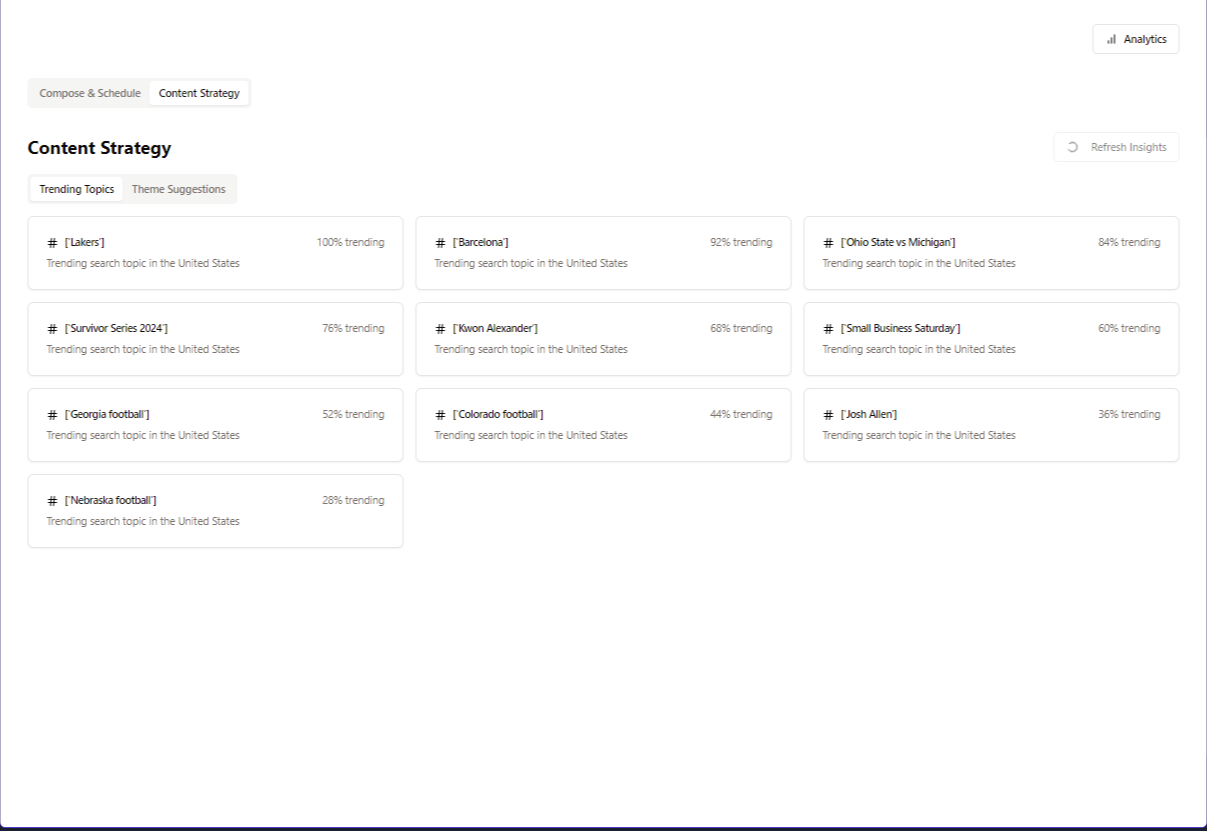 Analytics
Compose & Schedule Content Strategy
Content Strategy
Refresh Insights
Trending Topics Theme Suggestions
# ['Lakers'] 100% trending
Trending search topic in the United States
# ['Barcelona'] 92% trending
Trending search topic in the United States
# ['Ohio State vs Michigan'] 84% trending
Trending search topic in the United States
# ['Survivor Series 2024'] 76% trending
Trending search topic in the United States
# ['Kwon Alexander'] 68% trending
Trending search topic in the United States
# ['Small Business Saturday'] 60% trending
Trending search topic in the United States
# ['Georgia football'] 52% trending
Trending search topic in the United States
# ['Colorado football'] 44% trending
Trending search topic in the United States
# ['Josh Allen'] 36% trending
Trending search topic in the United States
# ['Nebraska football'] 28% trending
Trending search topic in the United States